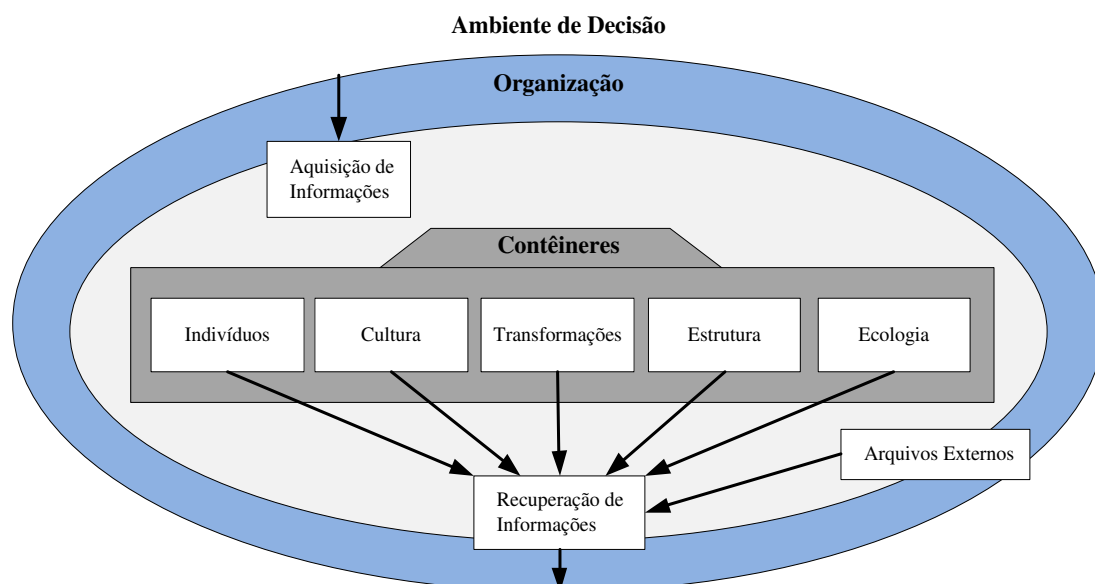 Ambiente de Decisão
Organização
Aquisição de
Informações
Contêineres
Indivíduos
Cultura
Transformações
Estrutura
Ecologia
Arquivos Externos
Recuperação de
Informações